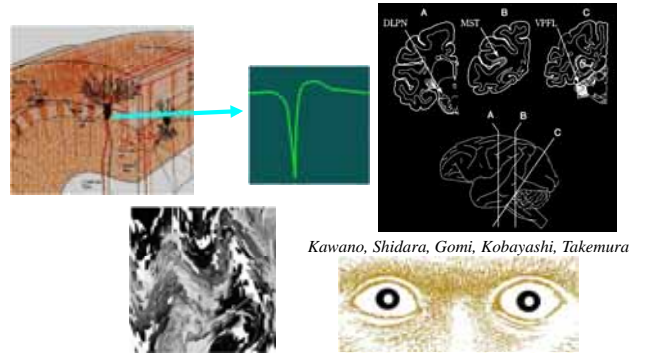 A
B
C
DLPN
MST
VPFL
A
B
C
Kawano, Shidara, Gomi, Kobayashi, Takemura